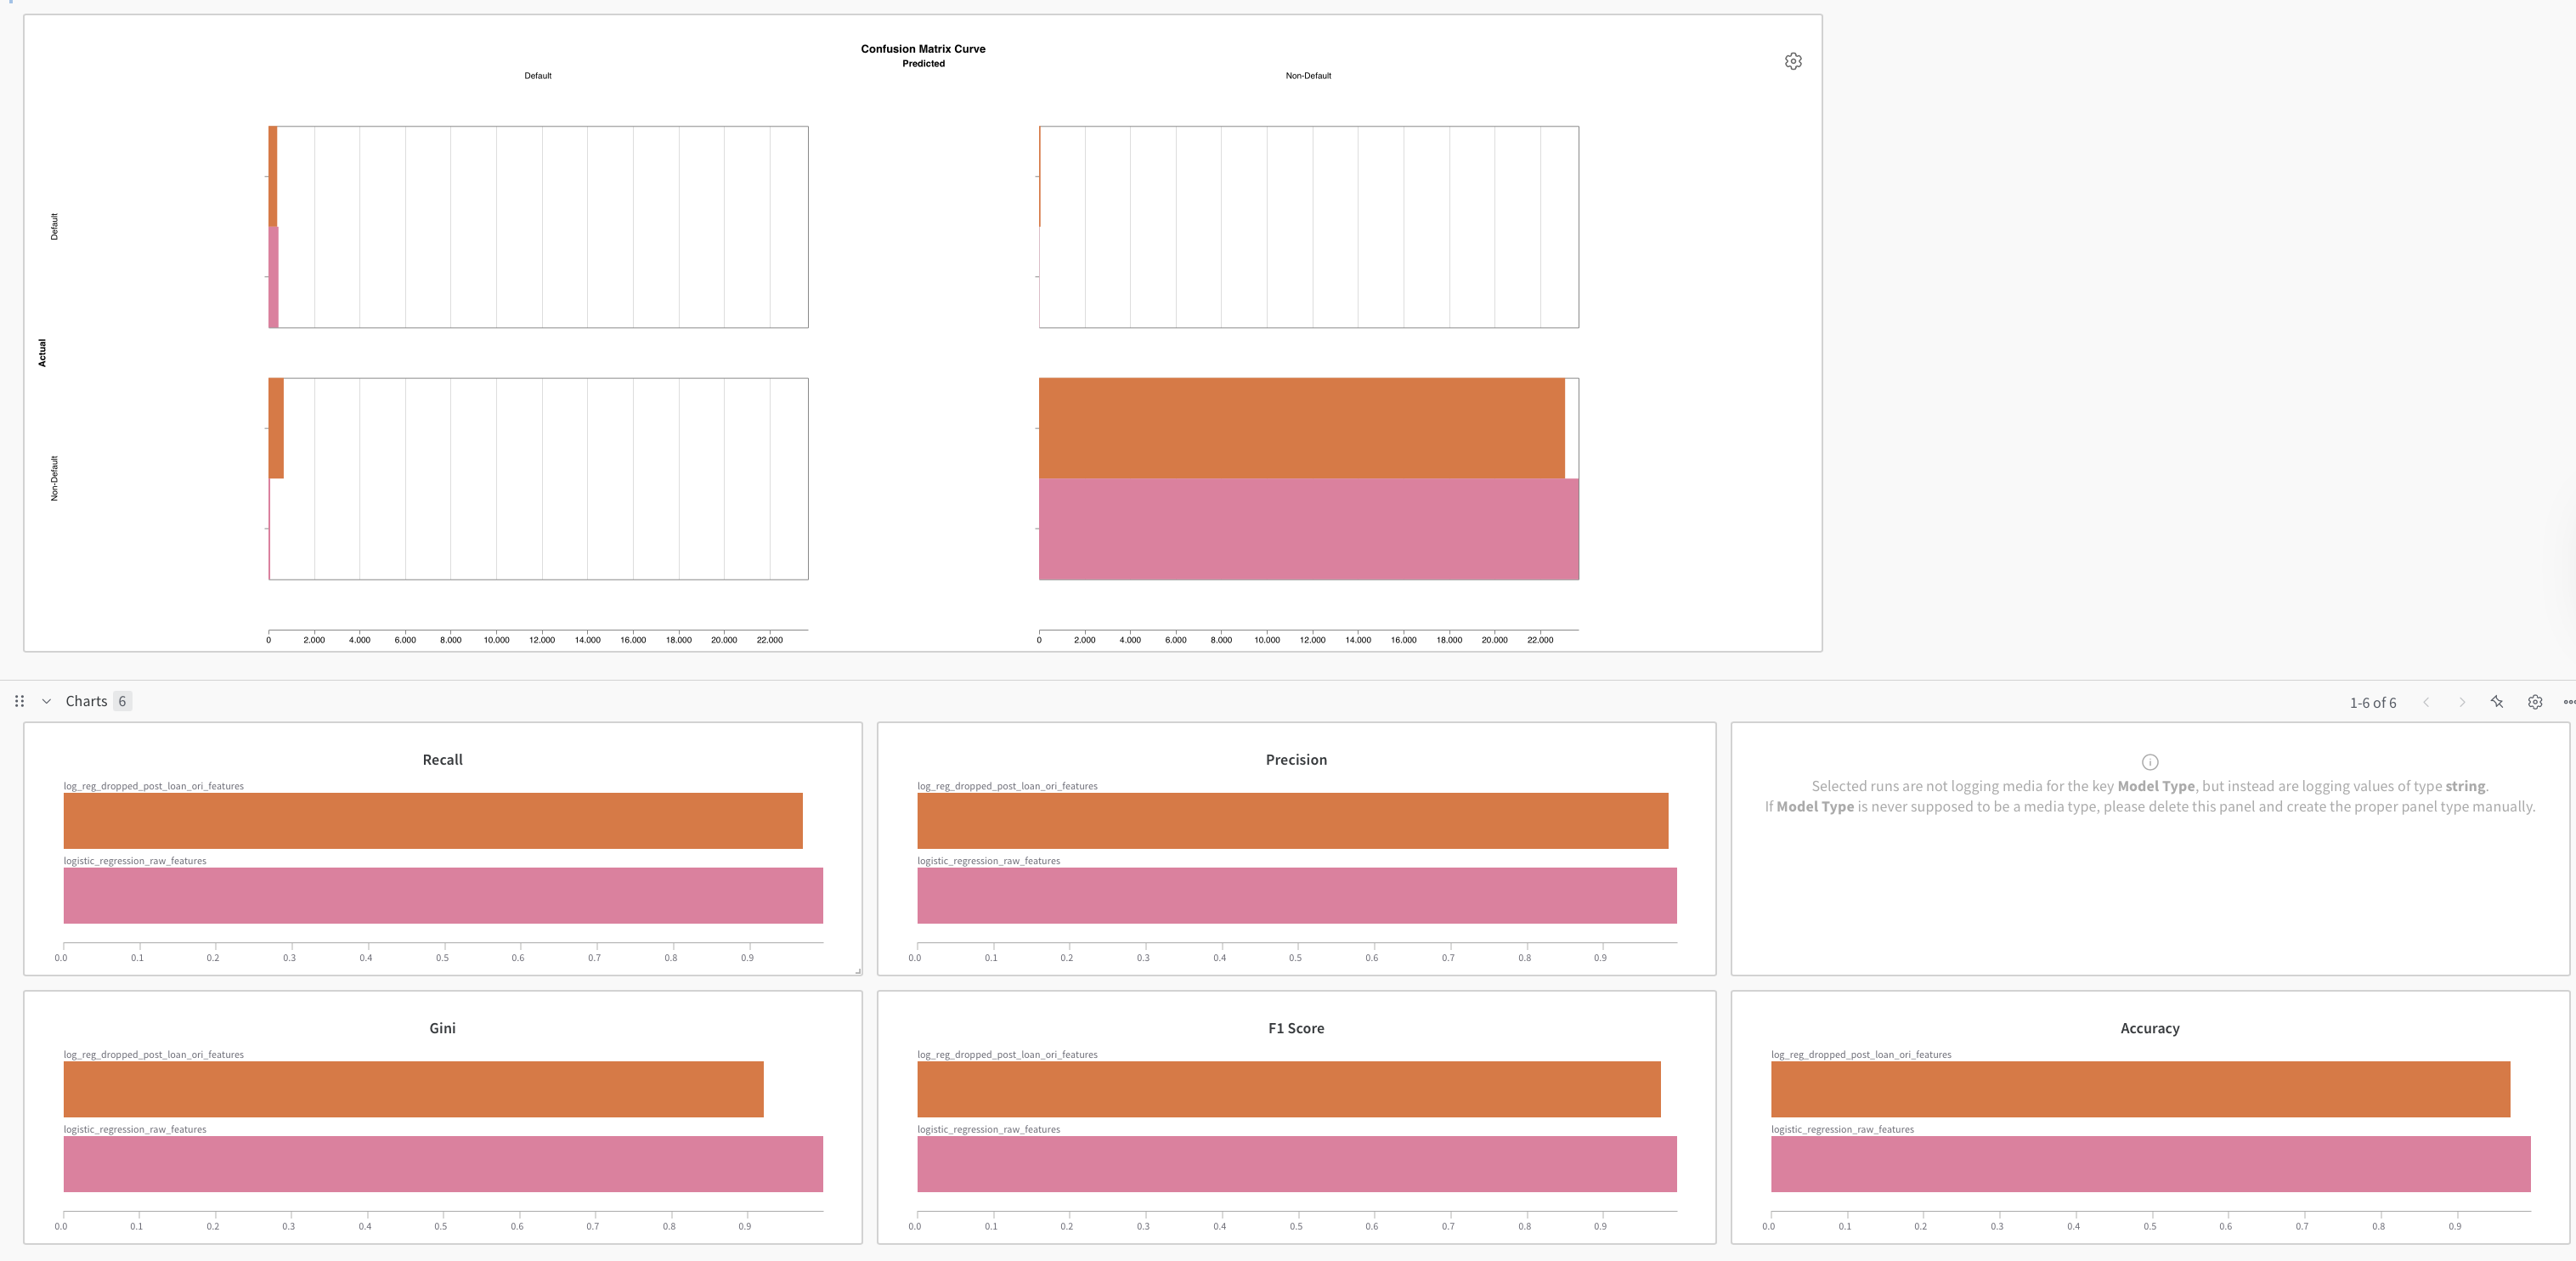 Confusion Matrix Curve
Predicted
Default Non-Default
Actual
Default
Non-Default
0 2.000 4.000 6.000 8.000 10.000 12.000 14.000 16.000 18.000 20.000 22.000
0 2.000 4.000 6.000 8.000 10.000 12.000 14.000 16.000 18.000 20.000 22.000
Charts 6
1-6 of 6
Recall
log_reg_dropped_post_loan_ori_features
logistic_regression_raw_features
0.0 0.1 0.2 0.3 0.4 0.5 0.6 0.7 0.8 0.9
Precision
log_reg_dropped_post_loan_ori_features
logistic_regression_raw_features
0.0 0.1 0.2 0.3 0.4 0.5 0.6 0.7 0.8 0.9
Selected runs are not logging media for the key Model Type, but instead are logging values of type string.
If Model Type is never supposed to be a media type, please delete this panel and create the proper panel type manually.
Gini
log_reg_dropped_post_loan_ori_features
logistic_regression_raw_features
0.0 0.1 0.2 0.3 0.4 0.5 0.6 0.7 0.8 0.9
F1 Score
log_reg_dropped_post_loan_ori_features
logistic_regression_raw_features
0.0 0.1 0.2 0.3 0.4 0.5 0.6 0.7 0.8 0.9
Accuracy
log_reg_dropped_post_loan_ori_features
logistic_regression_raw_features
0.0 0.1 0.2 0.3 0.4 0.5 0.6 0.7 0.8 0.9